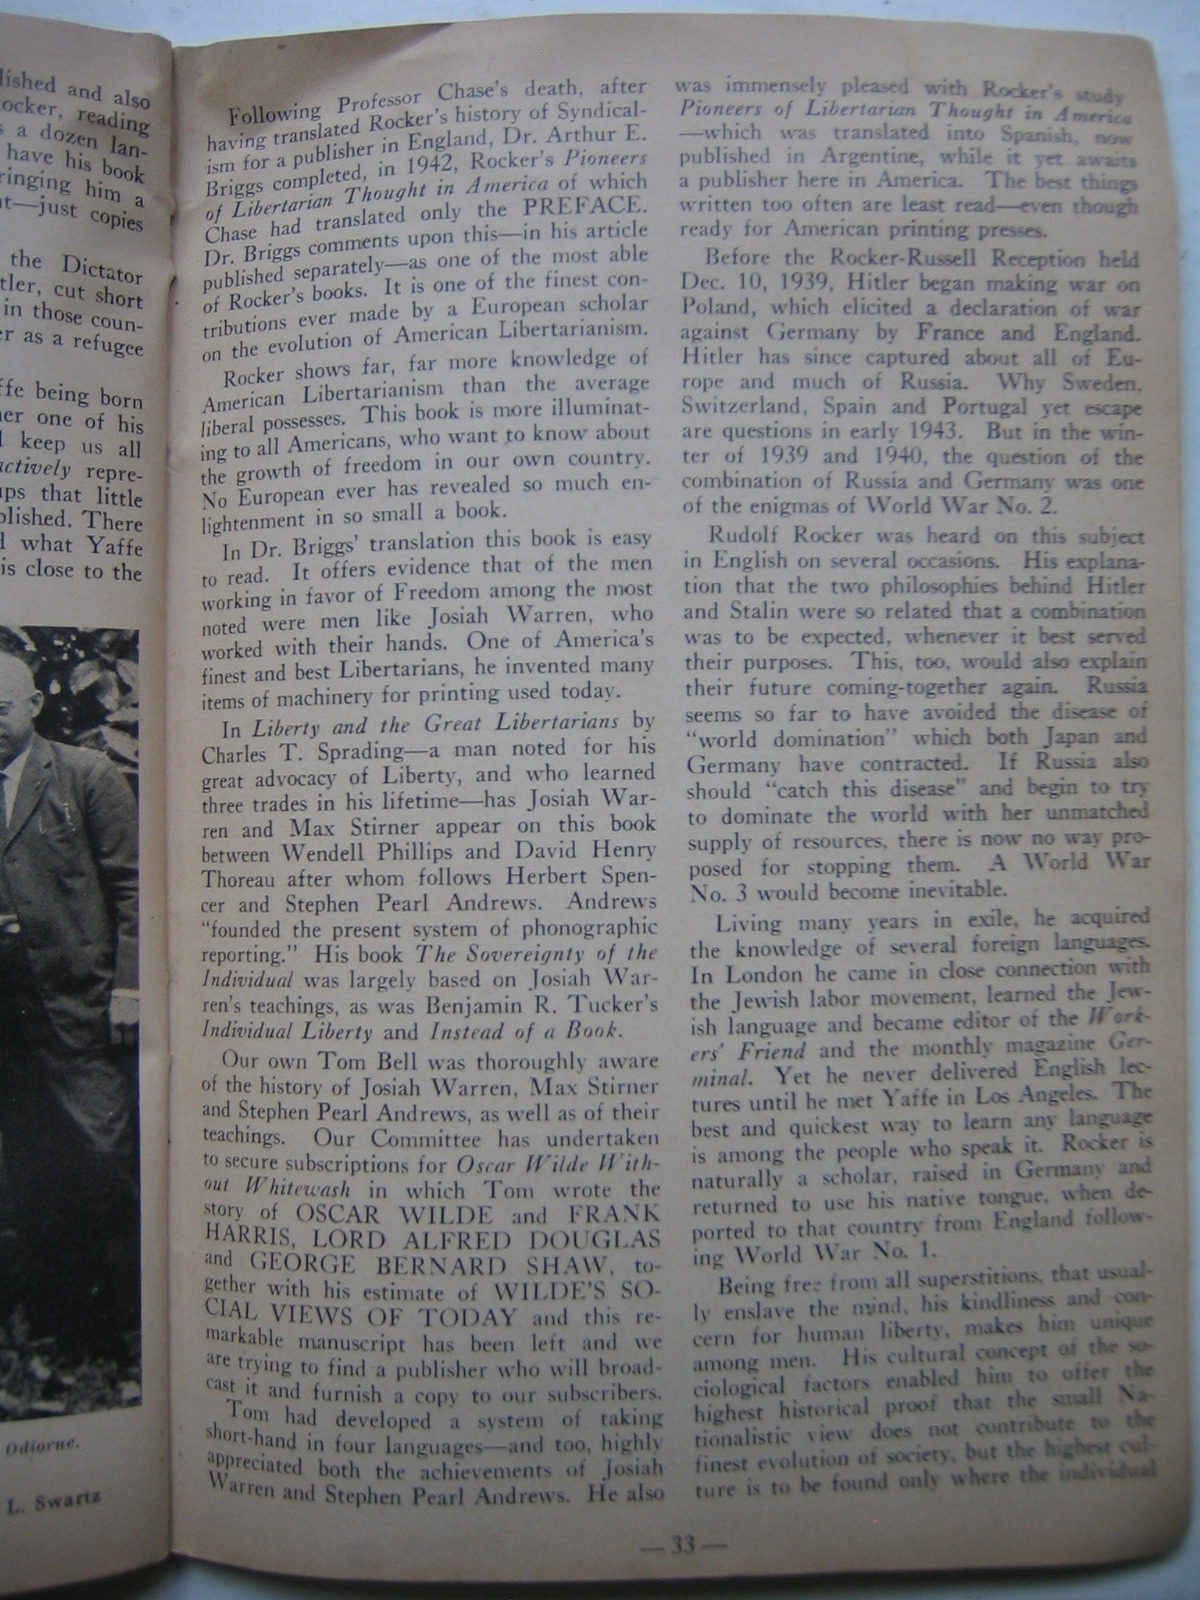 lished and also
ocker, reading
s a dozen lan-
have his book
ringing him a
at—just copies
the Dictator
tler, cut short
in those coun-
er as a refugee
ffe being born
her one of his
l keep us all
actively repre-
ups that little
blished. There
d what Yaffe
is close to the
Odiorne.
L. Swartz
Following Professor Chase's death, after
having translated Rocker's history of Syndical-
ism for a publisher in England, Dr. Arthur E.
Briggs completed, in 1942, Rocker's Pioneers
of Libertarian Thought in America of which
Chase had translated only the PREFACE.
Dr. Briggs comments upon this—in his article
published separately—as one of the most able
of Rocker's books. It is one of the finest con-
tributions ever made by a European scholar
on the evolution of American Libertarianism.
Rocker shows far, far more knowledge of
American Libertarianism than the average
liberal possesses. This book is more illuminat-
ing to all Americans, who want to know about
the growth of freedom in our own country.
No European ever has revealed so much en-
lightenment in so small a book.
In Dr. Briggs' translation this book is easy
to read. It offers evidence that of the men
working in favor of Freedom among the most
noted were men like Josiah Warren, who
worked with their hands. One of America's
finest and best Libertarians, he invented many
items of machinery for printing used today.
In Liberty and the Great Libertarians by
Charles T. Sprading—a man noted for his
great advocacy of Liberty, and who learned
three trades in his lifetime—has Josiah War-
ren and Max Stirner appear on this book
between Wendell Phillips and David Henry
Thoreau after whom follows Herbert Spen-
cer and Stephen Pearl Andrews. Andrews
“founded the present system of phonographic
reporting.” His book The Sovereignty of the
Individual was largely based on Josiah War-
ren's teachings, as was Benjamin R. Tucker's
Individual Liberty and Instead of a Book.
Our own Tom Bell was thoroughly aware
of the history of Josiah Warren, Max Stirner
and Stephen Pearl Andrews, as well as of their
teachings. Our Committee has undertaken
to secure subscriptions for Oscar Wilde With-
out Whitewash in which Tom wrote the
story of OSCAR WILDE and FRANK
HARRIS, LORD ALFRED DOUGLAS
and GEORGE BERNARD SHAW, to-
gether with his estimate of WILDE'S SO-
CIAL VIEWS OF TODAY and this re-
markable manuscript has been left and we
are trying to find a publisher who will broad-
cast it and furnish a copy to our subscribers.
Tom had developed a system of taking
short-hand in four languages—and too, highly
appreciated both the achievements of Josiah
Warren and Stephen Pearl Andrews. He also
was immensely pleased with Rocker's study
Pioneers of Libertarian Thought in America
—which was translated into Spanish, now
published in Argentine, while it yet awaits
a publisher here in America. The best things
written too often are least read—even though
ready for American printing presses.
Before the Rocker-Russell Reception held
Dec. 10, 1939, Hitler began making war on
Poland, which elicited a declaration of war
against Germany by France and England.
Hitler has since captured about all of Eu-
rope and much of Russia. Why Sweden,
Switzerland, Spain and Portugal yet escape
are questions in early 1943. But in the win-
ter of 1939 and 1940, the question of the
combination of Russia and Germany was one
of the enigmas of World War No. 2.
Rudolf Rocker was heard on this subject
in English on several occasions. His explana-
tion that the two philosophies behind Hitler
and Stalin were so related that a combination
was to be expected, whenever it best served
their purposes. This, too, would also explain
their future coming-together again. Russia
seems so far to have avoided the disease of
“world domination” which both Japan and
Germany have contracted. If Russia also
should “catch this disease” and begin to try
to dominate the world with her unmatched
supply of resources, there is now no way pro-
posed for stopping them. A World War
No. 3 would become inevitable.
Living many years in exile, he acquired
the knowledge of several foreign languages.
In London he came in close connection with
the Jewish labor movement, learned the Jew-
ish language and became editor of the Work-
ers' Friend and the monthly magazine Ger-
minal. Yet he never delivered English lec-
tures until he met Yaffe in Los Angeles. The
best and quickest way to learn any language
is among the people who speak it. Rocker is
naturally a scholar, raised in Germany and
returned to use his native tongue, when de-
ported to that country from England follow-
ing World War No. 1.
Being free from all superstitions, that usual-
ly enslave the mind, his kindliness and con-
cern for human liberty, makes him unique
among men. His cultural concept of the so-
ciological factors enabled him to offer the
highest historical proof that the small Na-
tionalistic view does not contribute to the
finest evolution of society, but the highest cul-
ture is to be found only where the individual
— 33 —